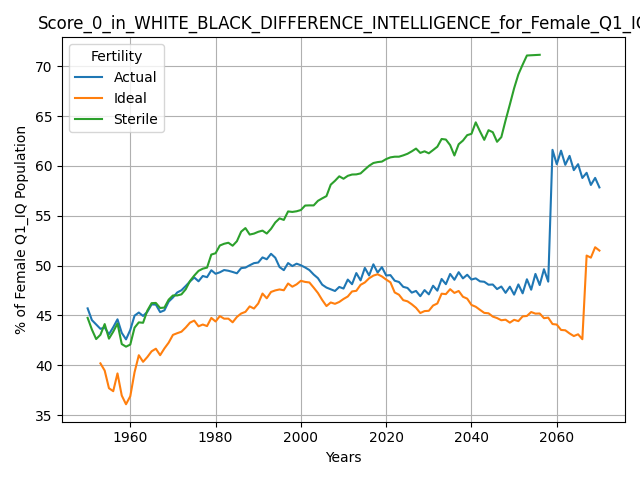 Score_0_in_WHITE_BLACK_DIFFERENCE_INTELLIGENCE_for_Female_Q1_IQ
Fertility
Actual
Ideal
Sterile
% of Female Q1_IQ Population
70
65
60
55
50
45
40
35
1960 1980 2000 2020 2040 2060
Years